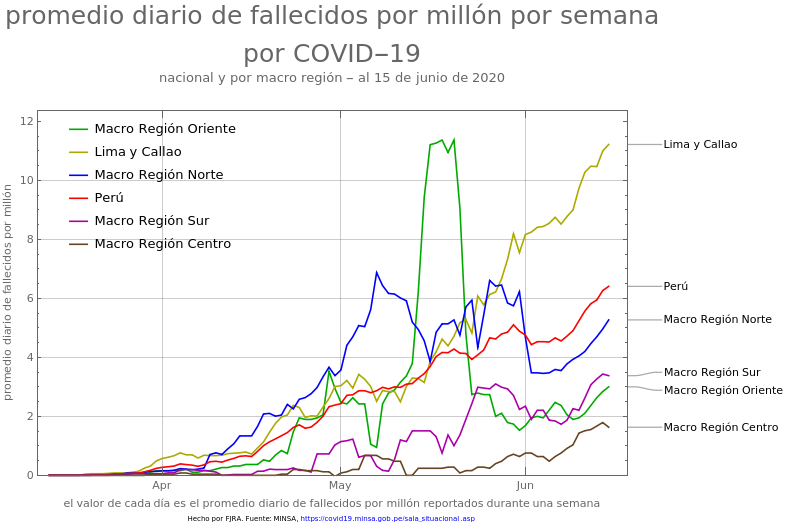 promedio diario de fallecidos por millón por semana
por COVID‒19
nacional y por macro región ‒ al 15 de junio de 2020
promedio diario de fallecidos por millón
12
10
8
6
4
2
0
Macro Región Oriente
Lima y Callao
Macro Región Norte
Perú
Macro Región Sur
Macro Región Centro
Lima y Callao
Perú
Macro Región Norte
Macro Región Sur
Macro Región Oriente
Macro Región Centro
Apr May Jun
el valor de cada día es el promedio diario de fallecidos por millón reportados durante una semana
Hecho por FJRA. Fuente: MINSA, https://covid19.minsa.gob.pe/sala_situacional.asp